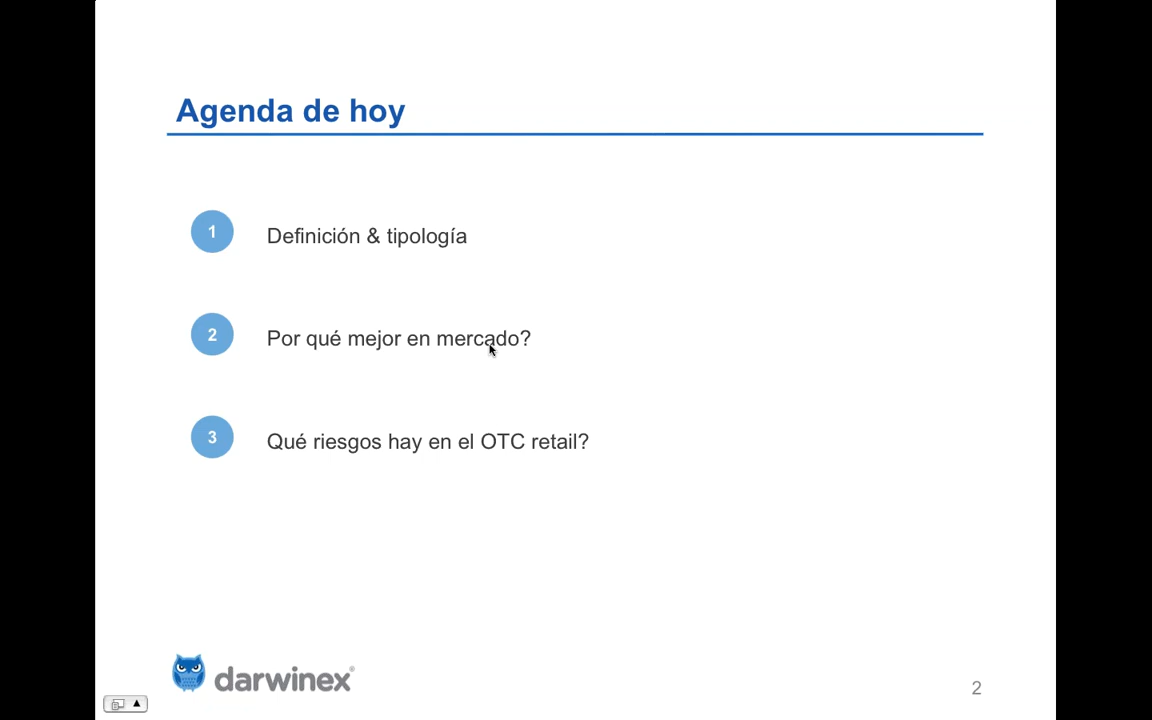 Agenda de hoy
1 Definición & tipología
2 Por qué mejor en mercado?
3 Qué riesgos hay en el OTC retail?
darwinex®
2